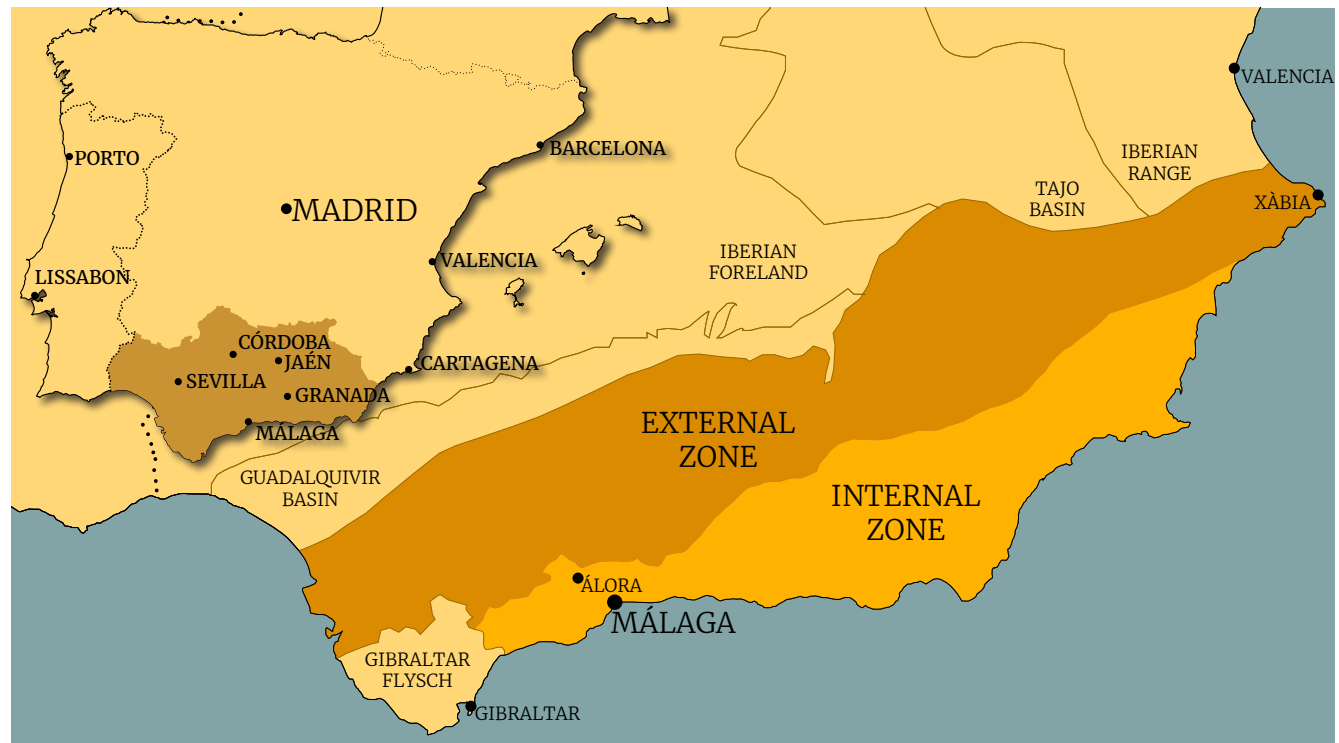 PORTO
BARCELONA
MADRID
LISSABON
VALENCIA
CÓRDOBA
JAÉN
SEVILLA
GRANADA
CARTAGENA
MÁLAGA
VALENCIA
IBERIAN
RANGE
TAJO
BASIN
XÀBIA
IBERIAN
FORELAND
EXTERNAL
ZONE
GUADALQUIVIR
BASIN
INTERNAL
ZONE
ÁLORA
MÁLAGA
GIBRALTAR
FLYSCH
GIBRALTAR